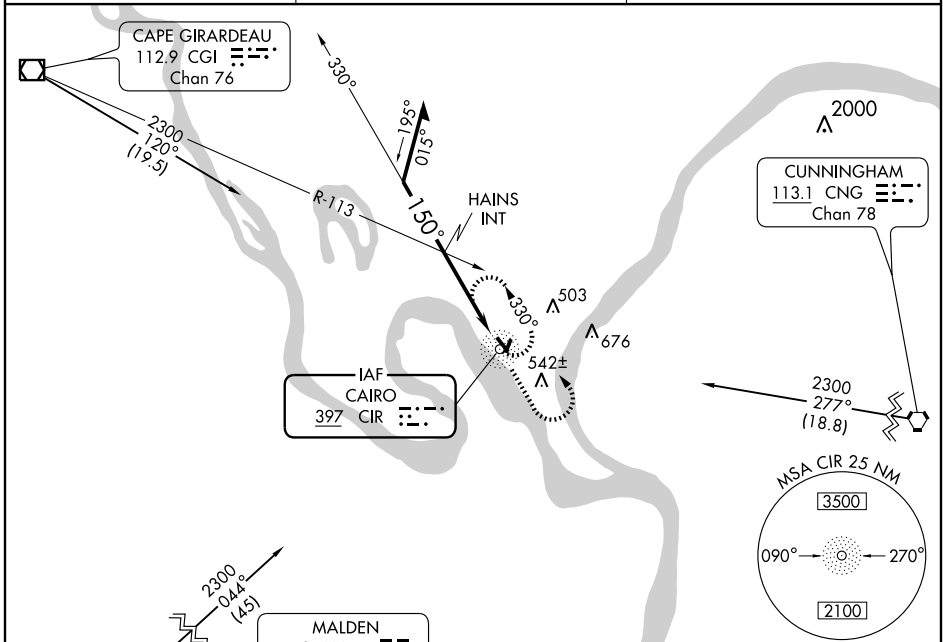 CAPE GIRARDEAU
112.9 CGI
Chan 76
330°
195°
015°
2000
2300
120°
(19.5)
R-113
150°
HAINS
INT
CUNNINGHAM
113.1 CNG
Chan 78
330°
503
676
542±
IAF
CAIRO
397 CIR
2300
277°
(18.8)
MSA CIR 25 NM
3500
090°
270°
2100
2300
044°
(45)
MALDEN